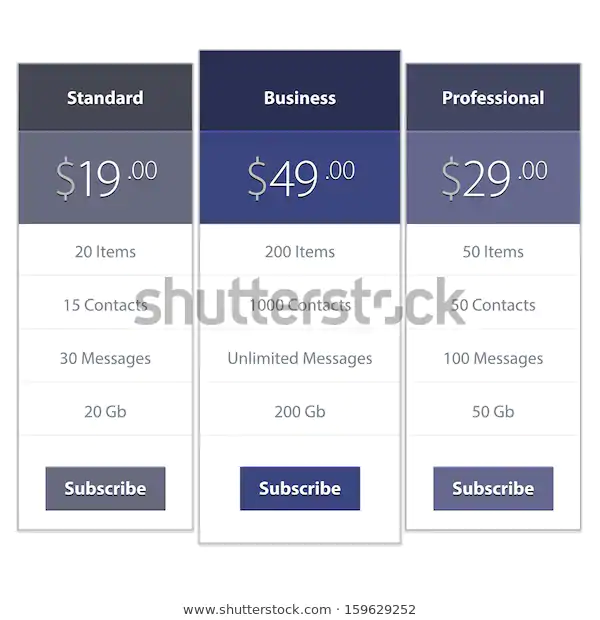 Standard
$19.00
20 Items
15 Contacts
30 Messages
20 Gb
Subscribe
Business
$49.00
200 Items
1000 Contacts
Unlimited Messages
200 Gb
Subscribe
Professional
$29.00
50 Items
50 Contacts
100 Messages
50 Gb
Subscribe
shutterstock
www.shutterstock.com · 159629252